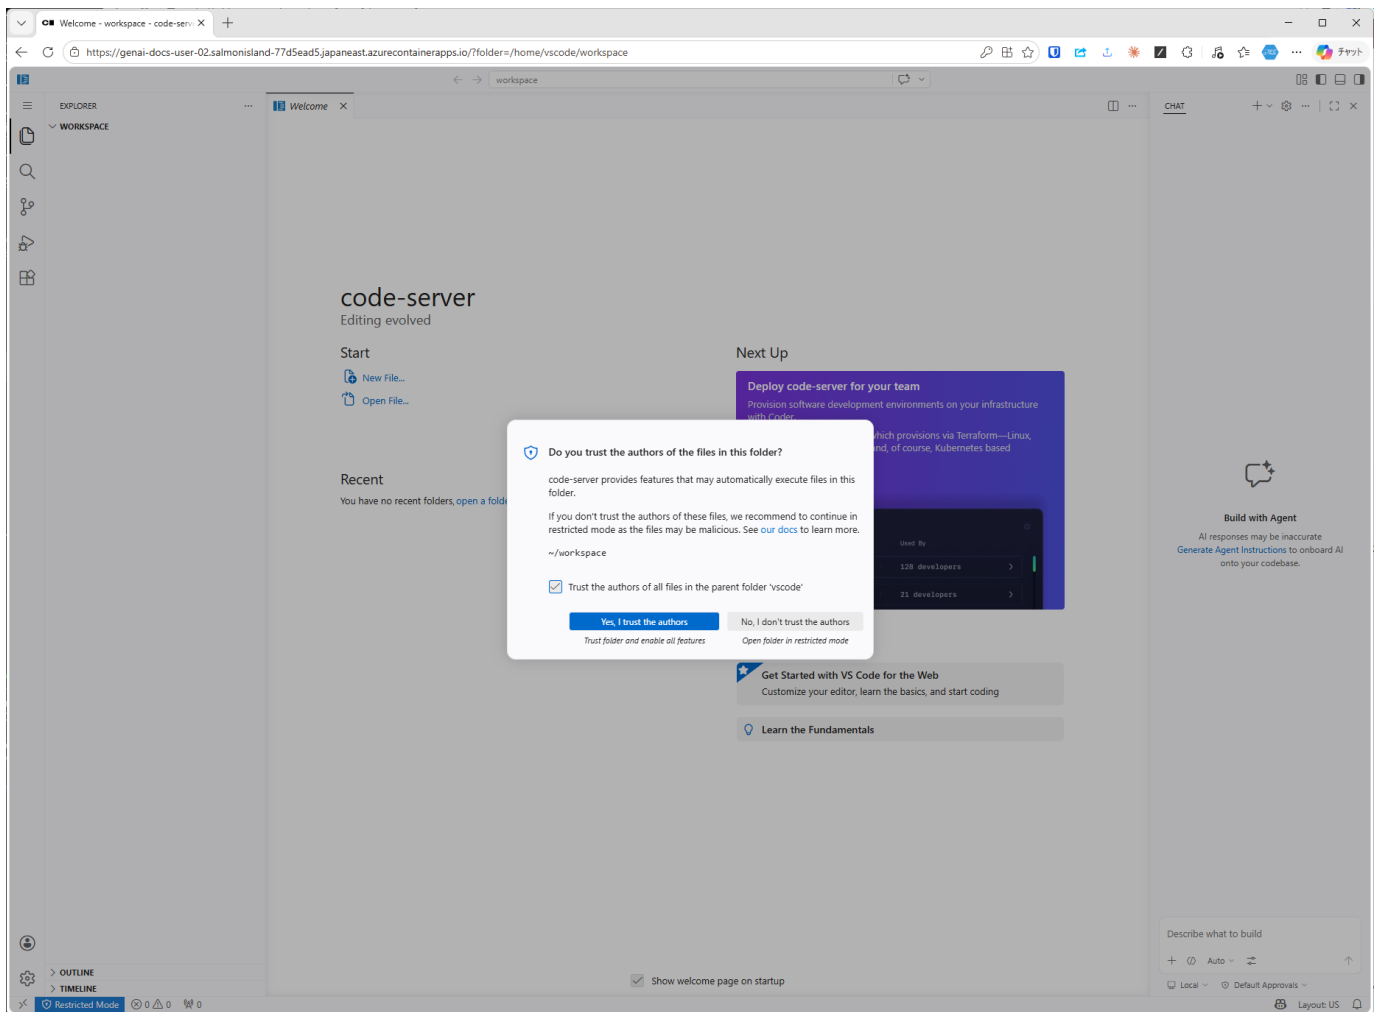 Welcome - workspace - code-serv
https://genai-docs-user-02.salmonisland-77d5ead5.japaneast.azurecontainerapps.io/?folder=/home/vscode/workspace
チャット
workspace
EXPLORER
WORKSPACE
Welcome
CHAT
code-server
Editing evolved
Start
New File...
Open File...
Recent
You have no recent folders, open a folde
Next Up
Deploy code-server for your team
Provision software development environments on your infrastructure
with Coder.
which provisions via Terraform—Linux,
nd, of course, Kubernetes based
Used By
128 developers
21 developers
Do you trust the authors of the files in this folder?
code-server provides features that may automatically execute files in this
folder.
If you don't trust the authors of these files, we recommend to continue in
restricted mode as the files may be malicious. See our docs to learn more.
~/workspace
Trust the authors of all files in the parent folder 'vscode'
Yes, I trust the authors
No, I don't trust the authors
Trust folder and enable all features
Open folder in restricted mode
Get Started with VS Code for the Web
Customize your editor, learn the basics, and start coding
Learn the Fundamentals
Build with Agent
AI responses may be inaccurate
Generate Agent Instructions to onboard AI
onto your codebase.
Show welcome page on startup
Describe what to build
Auto
Local
Default Approvals
OUTLINE
TIMELINE
Restricted Mode
0
0
0
Layout: US